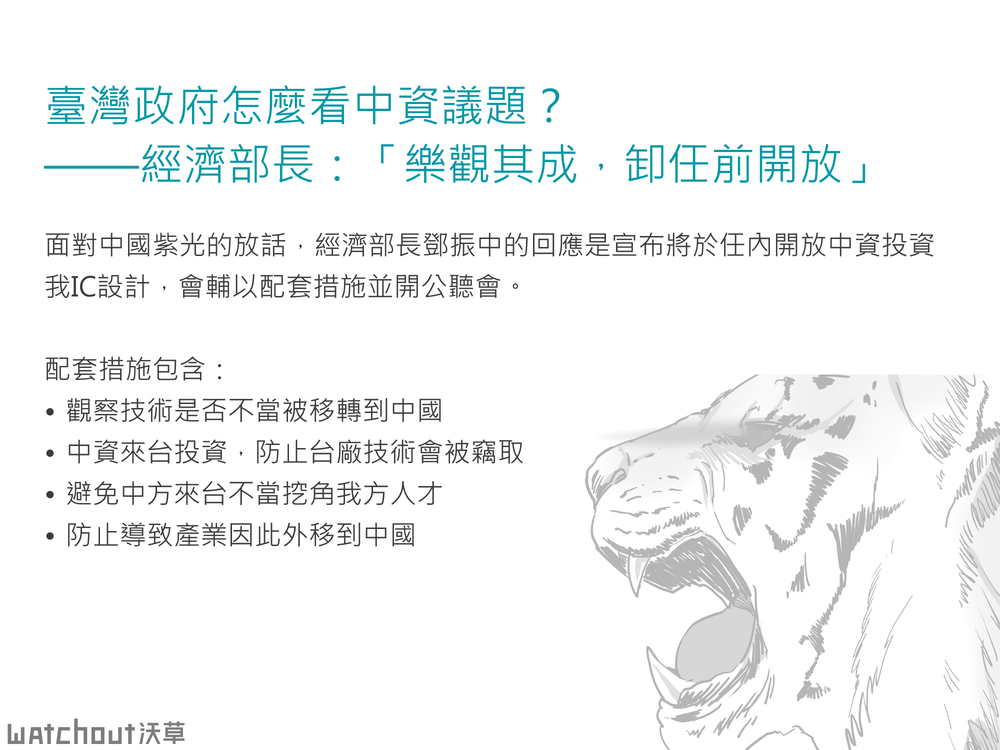 臺灣政府怎麼看中資議題？
——經濟部長：「樂觀其成，卸任前開放」
面對中國紫光的放話，經濟部長鄧振中的回應是宣布將於任內開放中資投資
我IC設計，會輔以配套措施並開公聽會。
配套措施包含：
• 觀察技術是否不當被移轉到中國
• 中資來台投資，防止台廠技術會被竊取
• 避免中方來台不當挖角我方人才
• 防止導致產業因此外移到中國
watchout沃草